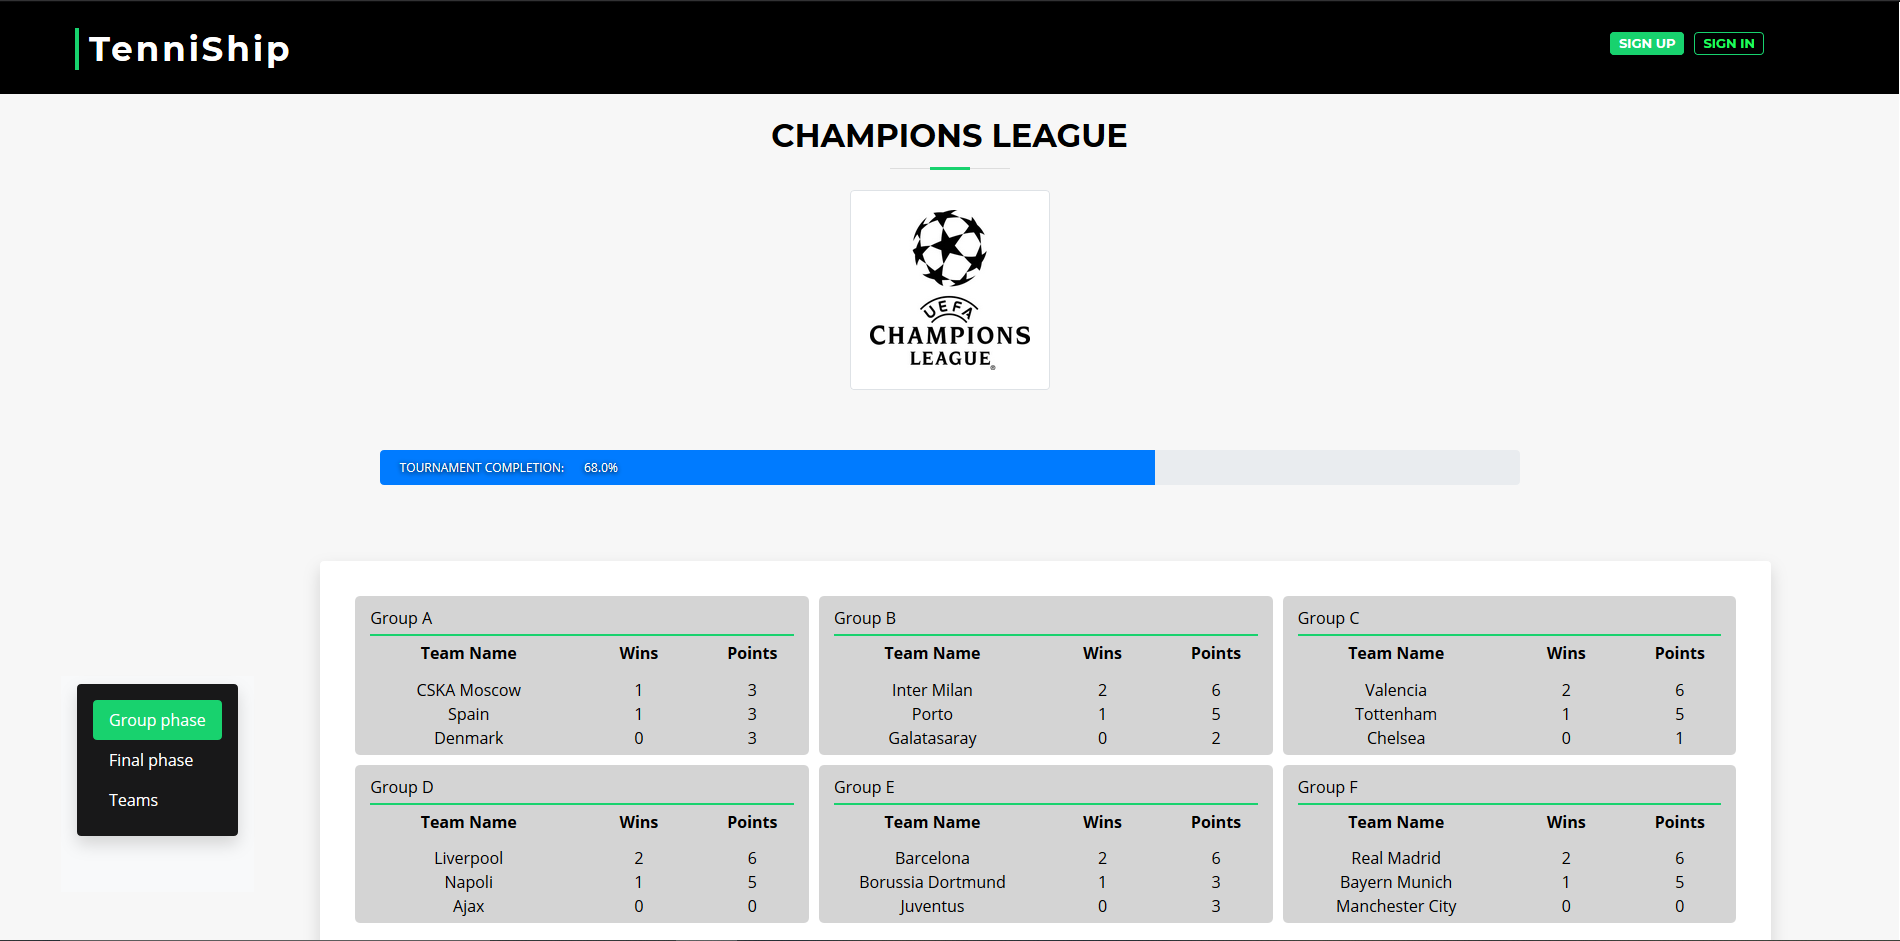 TenniShip
SIGN UP SIGN IN
CHAMPIONS LEAGUE
UEFA
CHAMPIONS
LEAGUE®
TOURNAMENT COMPLETION: 68.0%
Group A
Team Name Wins Points
CSKA Moscow 1 3
Spain 1 3
Denmark 0 3
Group B
Team Name Wins Points
Inter Milan 2 6
Porto 1 5
Galatasaray 0 2
Group C
Team Name Wins Points
Valencia 2 6
Tottenham 1 5
Chelsea 0 1
Group phase
Final phase
Teams
Group D
Team Name Wins Points
Liverpool 2 6
Napoli 1 5
Ajax 0 0
Group E
Team Name Wins Points
Barcelona 2 6
Borussia Dortmund 1 3
Juventus 0 3
Group F
Team Name Wins Points
Real Madrid 2 6
Bayern Munich 1 5
Manchester City 0 0